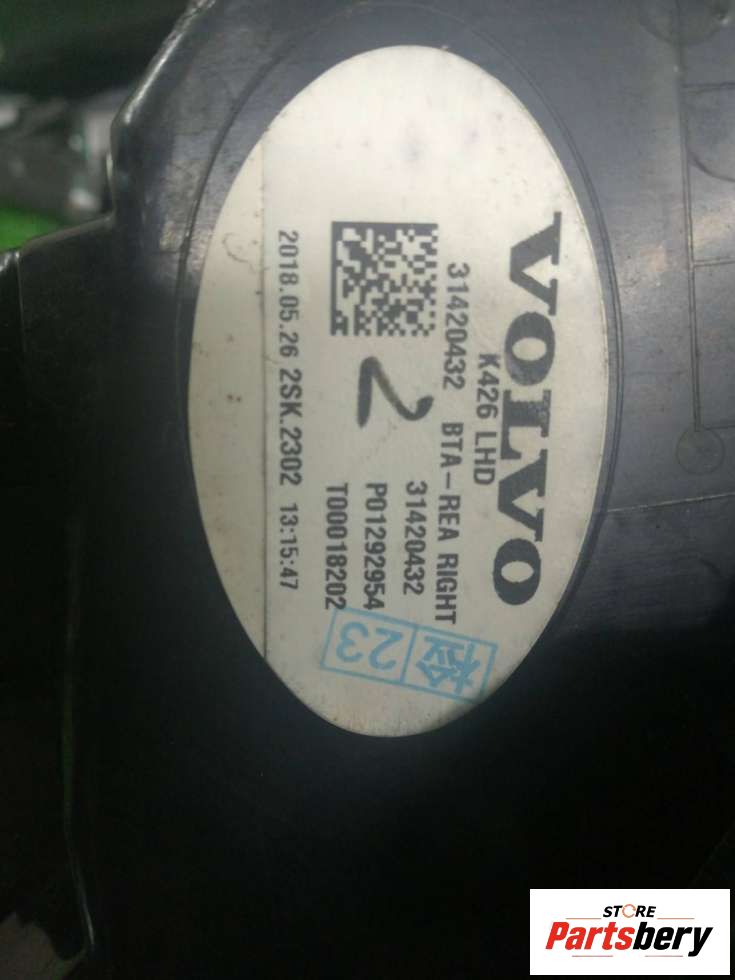 VOLVO
K426 LHD
31420432 BTA-REA RIGHT
31420432
P01292954
T00018202
2
2018.05.26 2SK.2302 13:15:47
检 23
STORE
Partsbery